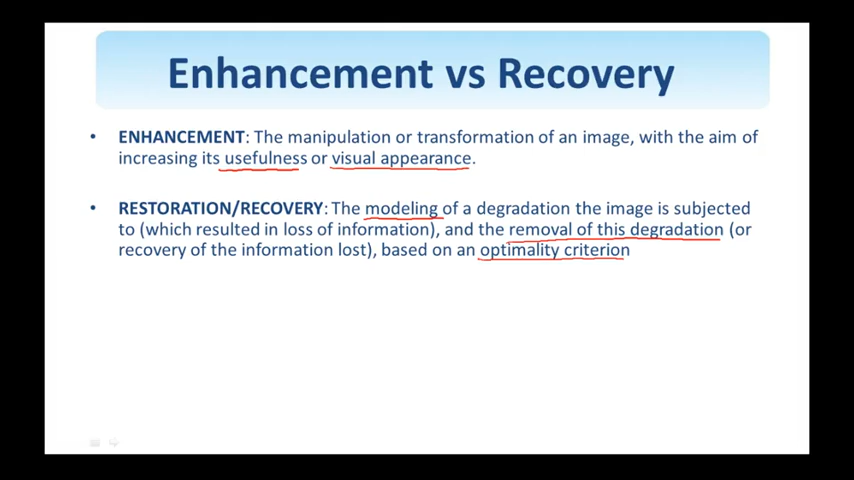 Enhancement vs Recovery
• ENHANCEMENT: The manipulation or transformation of an image, with the aim of
increasing its usefulness or visual appearance.
• RESTORATION/RECOVERY: The modeling of a degradation the image is subjected
to (which resulted in loss of information), and the removal of this degradation (or
recovery of the information lost), based on an optimality criterion